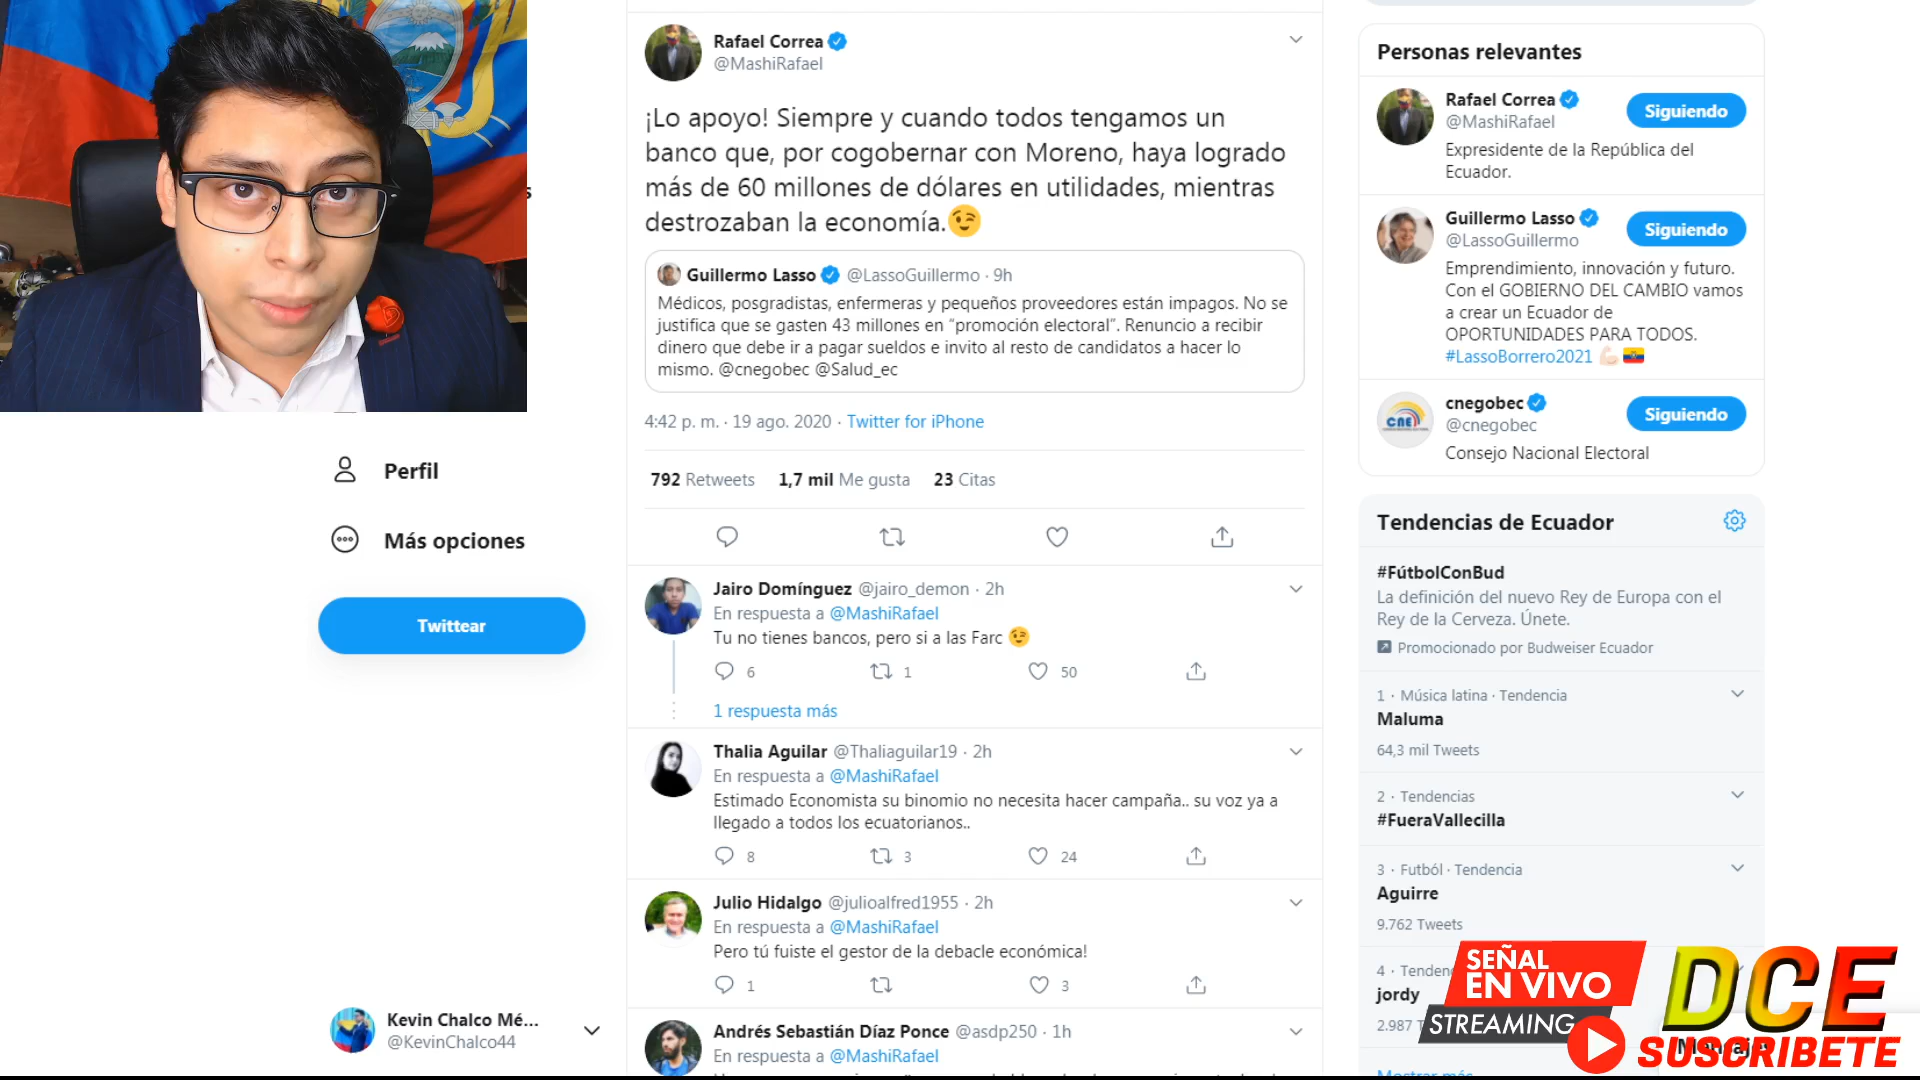 Perfil
Más opciones
Twittear
Kevin Chalco Mé...
@KevinChalco44
Rafael Correa
@MashiRafael
¡Lo apoyo! Siempre y cuando todos tengamos un
banco que, por cogobernar con Moreno, haya logrado
más de 60 millones de dólares en utilidades, mientras
destrozaban la economía.😉
Guillermo Lasso @LassoGuillermo · 9h
Médicos, posgradistas, enfermeras y pequeños proveedores están impagos. No se
justifica que se gasten 43 millones en “promoción electoral”. Renuncio a recibir
dinero que debe ir a pagar sueldos e invito al resto de candidatos a hacer lo
mismo. @cnegobec @Salud_ec
4:42 p. m. · 19 ago. 2020 · Twitter for iPhone
792 Retweets 1,7 mil Me gusta 23 Citas
Jairo Domínguez @jairo_demon · 2h
En respuesta a @MashiRafael
Tu no tienes bancos, pero si a las Farc 😉
6 1 50
1 respuesta más
Thalia Aguilar @Thaliaguilar19 · 2h
En respuesta a @MashiRafael
Estimado Economista su binomio no necesita hacer campaña.. su voz ya a
llegado a todos los ecuatorianos..
8 3 24
Julio Hidalgo @julioalfred1955 · 2h
En respuesta a @MashiRafael
Pero tú fuiste el gestor de la debacle económica!
1 3
Andrés Sebastián Díaz Ponce @asdp250 · 1h
En respuesta a @MashiRafael
Personas relevantes
Rafael Correa
@MashiRafael
Siguiendo
Expresidente de la República del
Ecuador.
Guillermo Lasso
@LassoGuillermo
Siguiendo
Emprendimiento, innovación y futuro.
Con el GOBIERNO DEL CAMBIO vamos
a crear un Ecuador de
OPORTUNIDADES PARA TODOS.
#LassoBorrero2021 💪🏻🇪🇨
CNE
cnegobec
@cnegobec
Siguiendo
Consejo Nacional Electoral
Tendencias de Ecuador
#FútbolConBud
La definición del nuevo Rey de Europa con el
Rey de la Cerveza. Únete.
Promocionado por Budweiser Ecuador
1 · Música latina · Tendencia
Maluma
64,3 mil Tweets
2 · Tendencias
#FueraVallecilla
3 · Futból · Tendencia
Aguirre
9.762 Tweets
4 · Tenden
jordy
2.987 T
Mostrar más
Mensajes
SEÑAL
EN VIVO
STREAMING
DCE
SUSCRIBETE